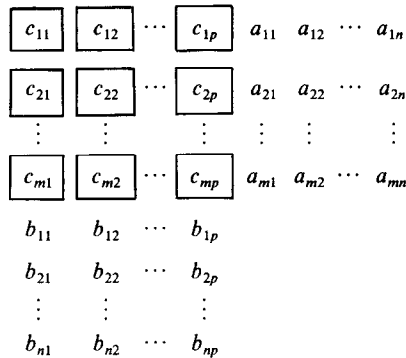 c₁₁ c₁₂ ⋯ c₁ₚ a₁₁ a₁₂ ⋯ a₁ₙ
c₂₁ c₂₂ ⋯ c₂ₚ a₂₁ a₂₂ ⋯ a₂ₙ
⋮ ⋮ ⋮ ⋮ ⋮ ⋮
cₘ₁ cₘ₂ ⋯ cₘₚ aₘ₁ aₘ₂ ⋯ aₘₙ
b₁₁ b₁₂ ⋯ b₁ₚ
b₂₁ b₂₂ ⋯ b₂ₚ
⋮ ⋮ ⋮
bₙ₁ bₙ₂ ⋯ bₙₚ